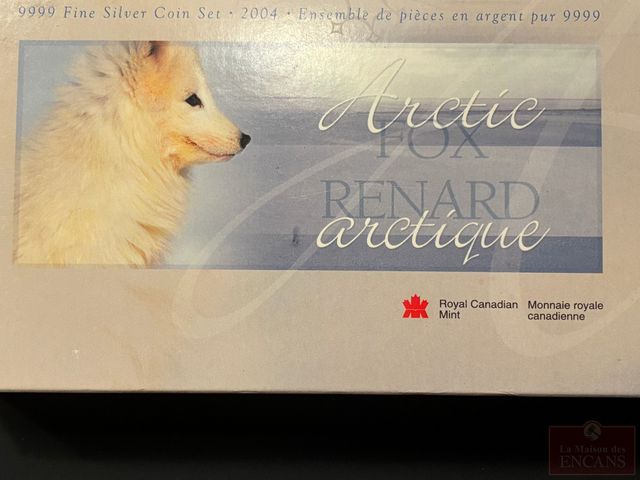 9999 Fine Silver Coin Set · 2004 · Ensemble de pièces en argent pur 9999
Arctic
FOX
RENARD
arctique
Royal Canadian Mint
Monnaie royale canadienne
La Maison des
ENCANS